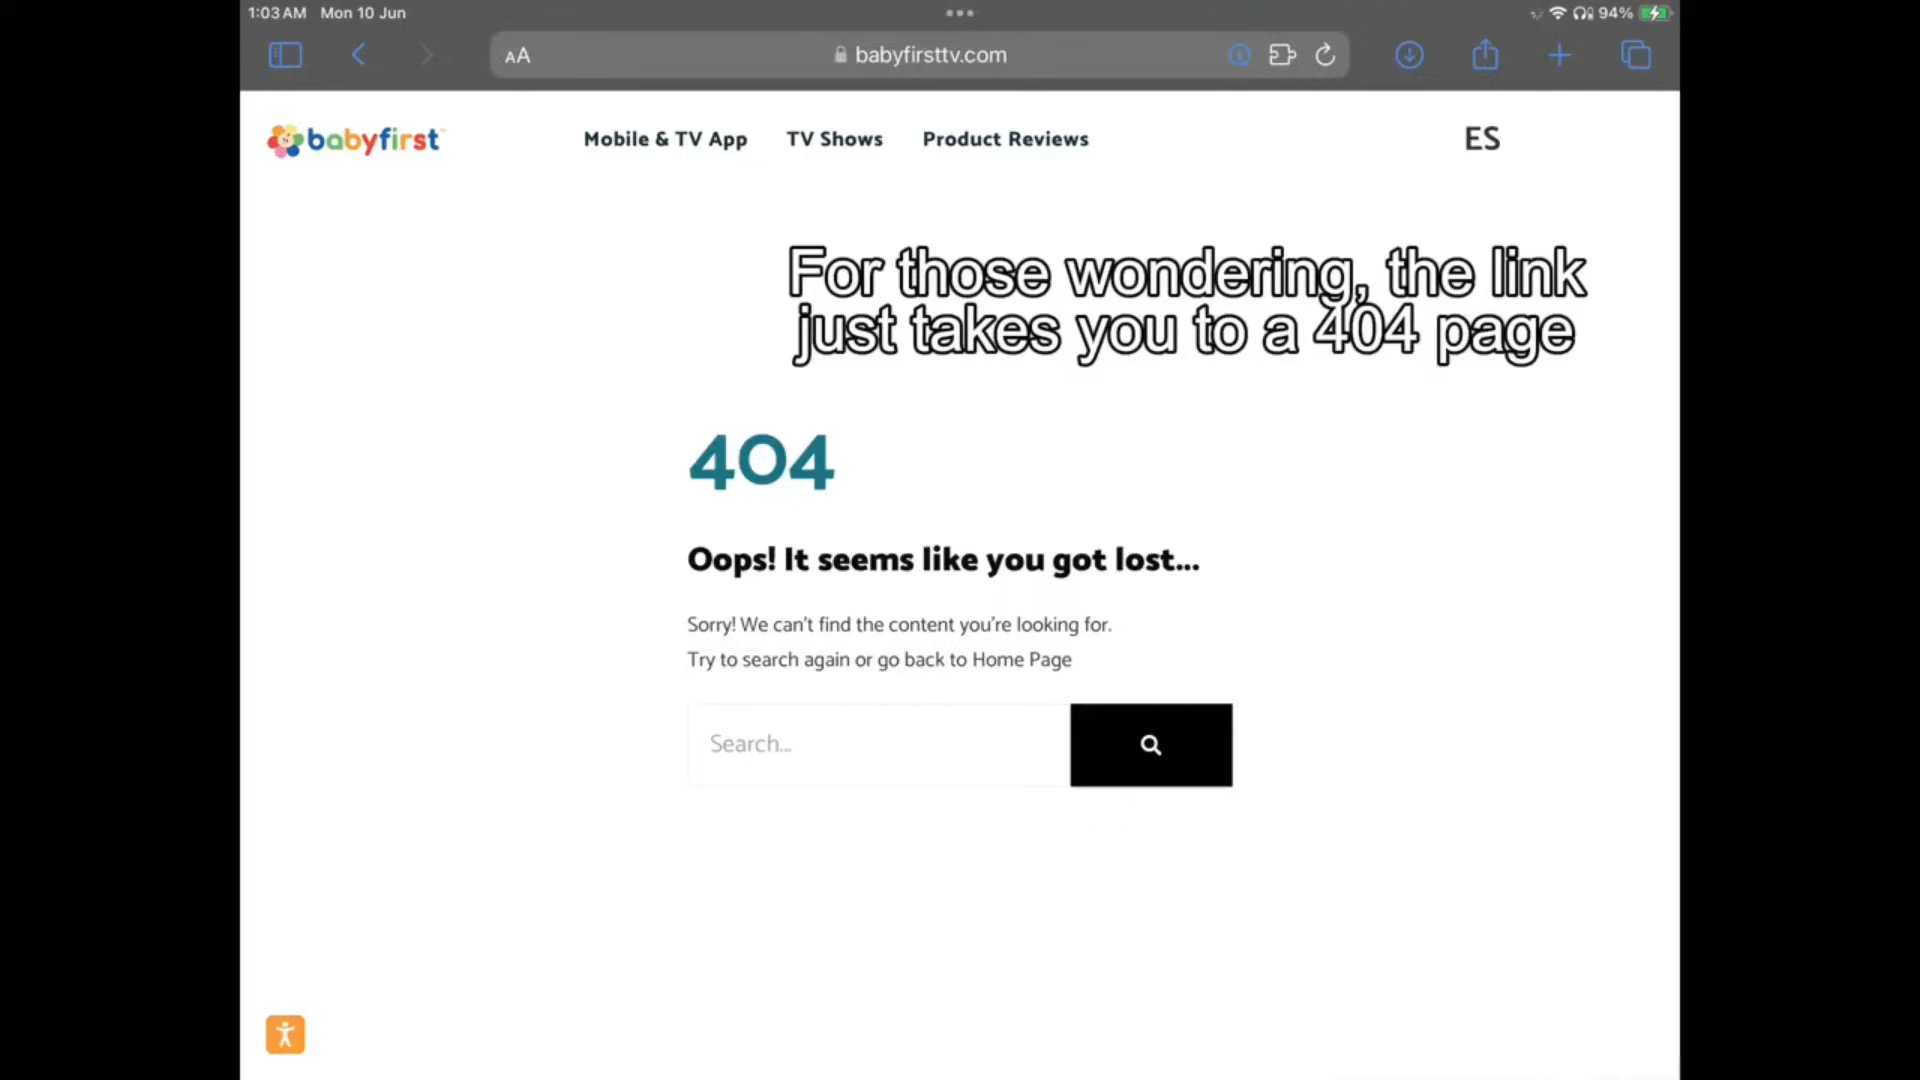 1:03 AM Mon 10 Jun
94%
AA
babyfirsttv.com
babyfirst
Mobile & TV App
TV Shows
Product Reviews
ES
For those wondering, the link
just takes you to a 404 page
404
Oops! It seems like you got lost...
Sorry! We can't find the content you're looking for.
Try to search again or go back to Home Page
Search...